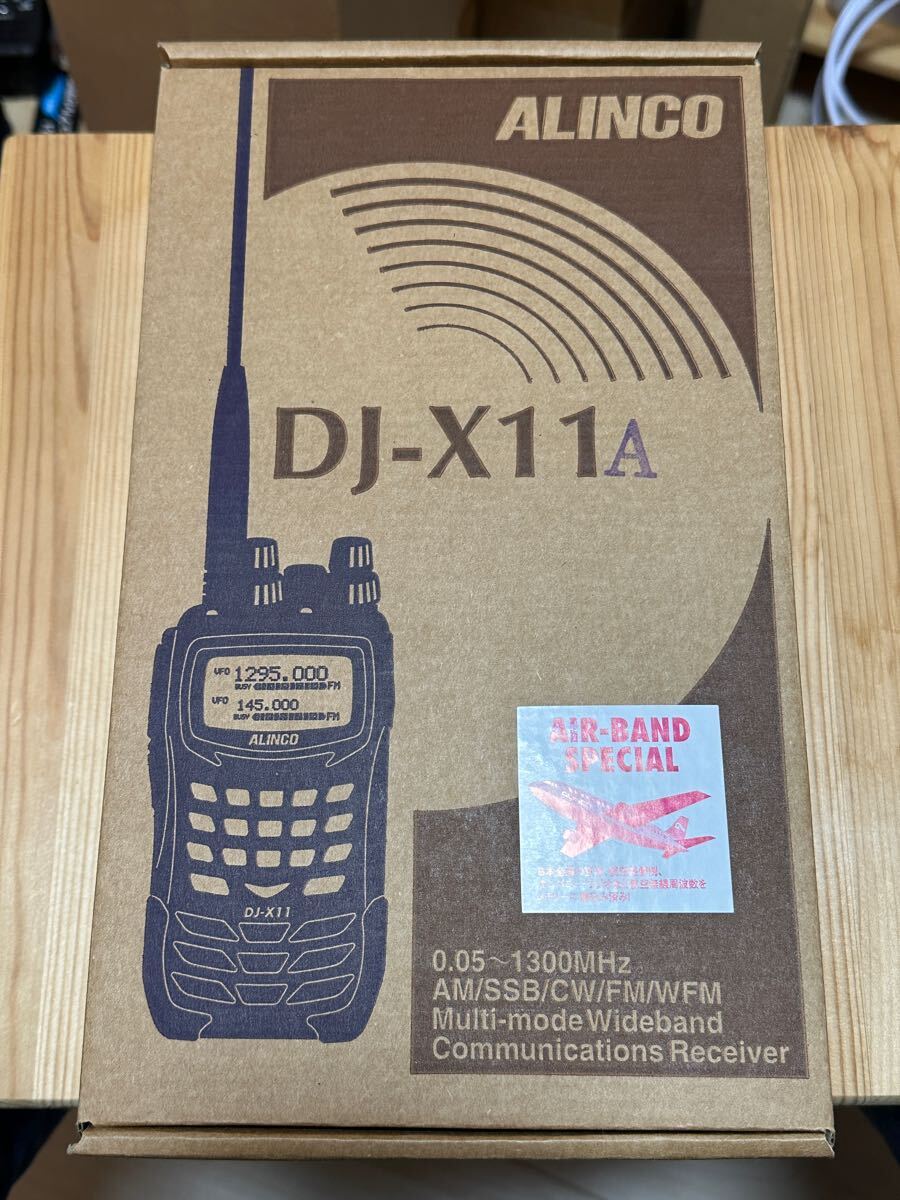 ALINCO
DJ-X11A
VFO 1295.000
BUSY FM
VFO 145.000
BUSY FM
ALINCO
DJ-X11
AIR-BAND
SPECIAL
0.05~1300MHz
AM/SSB/CW/FM/WFM
Multi-mode Wideband
Communications Receiver